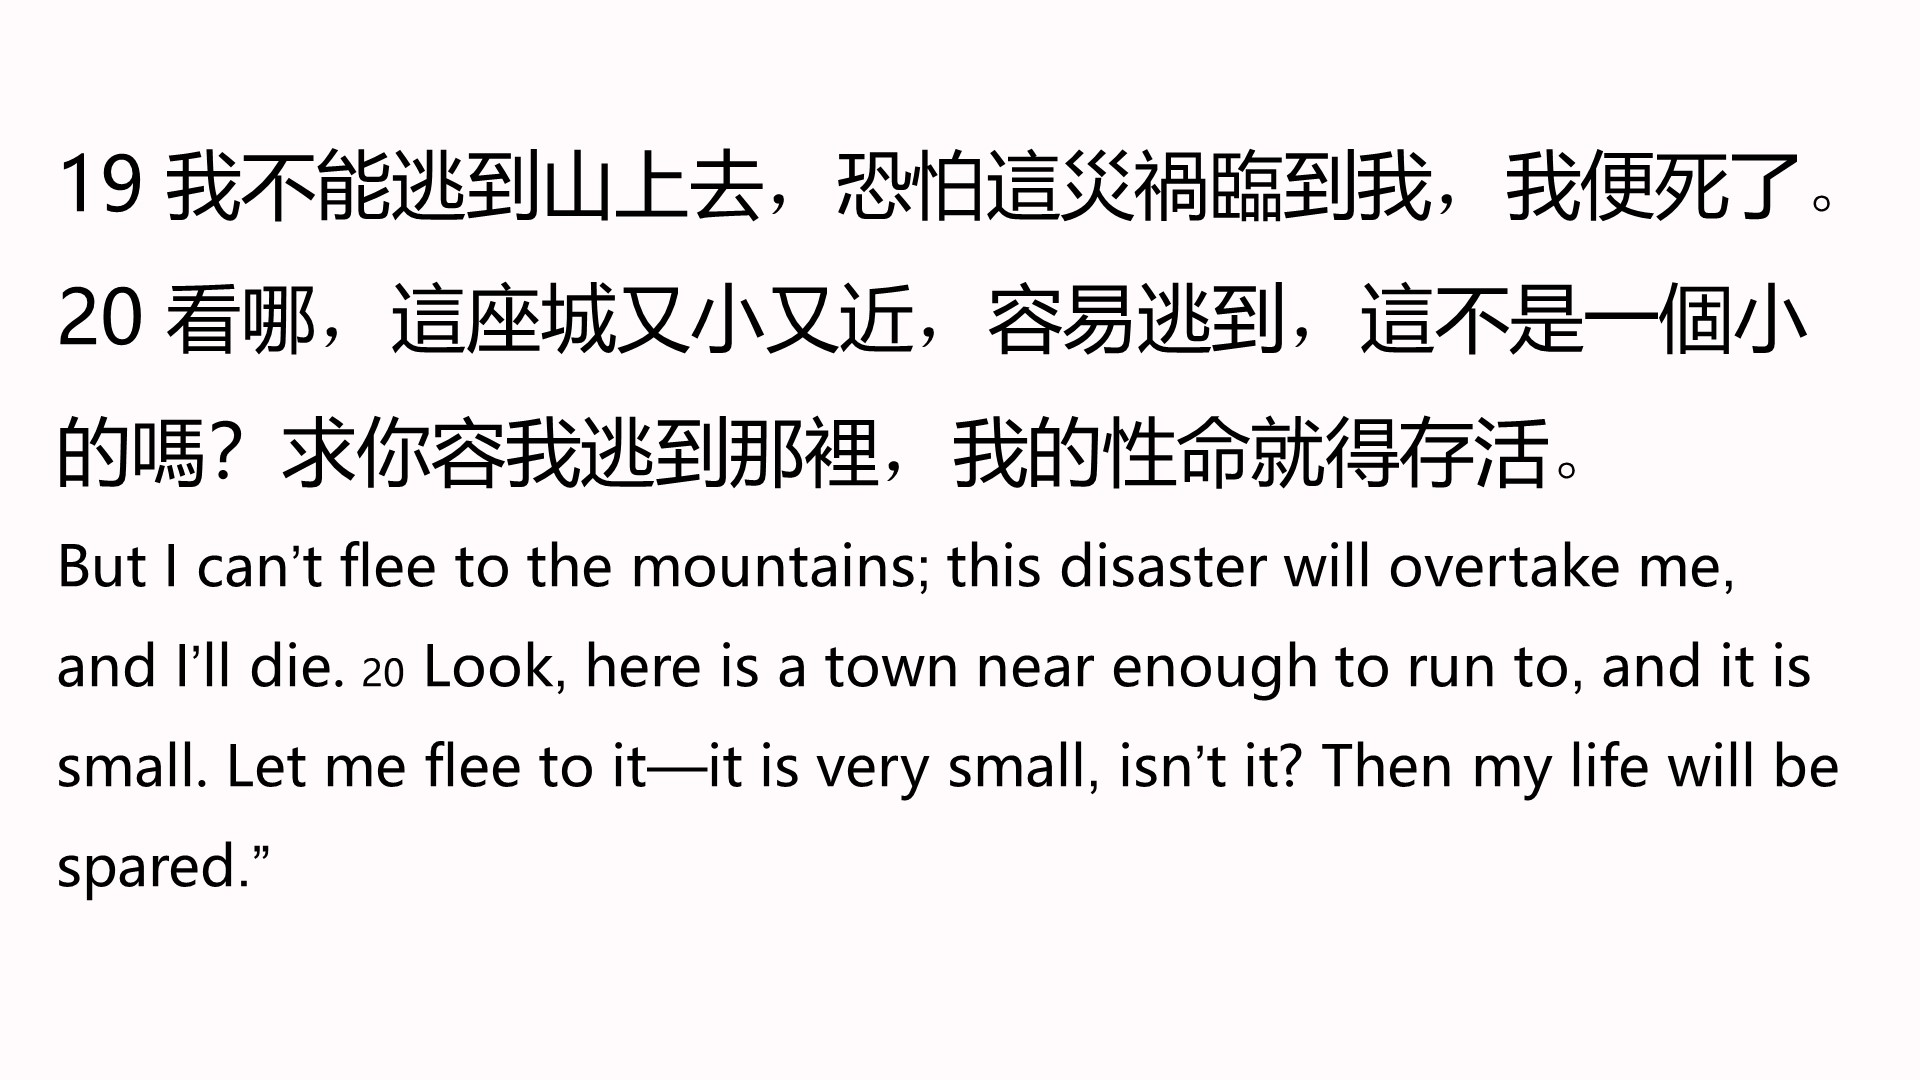 19 我不能逃到山上去，恐怕這災禍臨到我，我便死了。
20 看哪，這座城又小又近，容易逃到，這不是一個小
的嗎？求你容我逃到那裡，我的性命就得存活。
But I can’t flee to the mountains; this disaster will overtake me,
and I’ll die. 20 Look, here is a town near enough to run to, and it is
small. Let me flee to it—it is very small, isn’t it? Then my life will be
spared.”